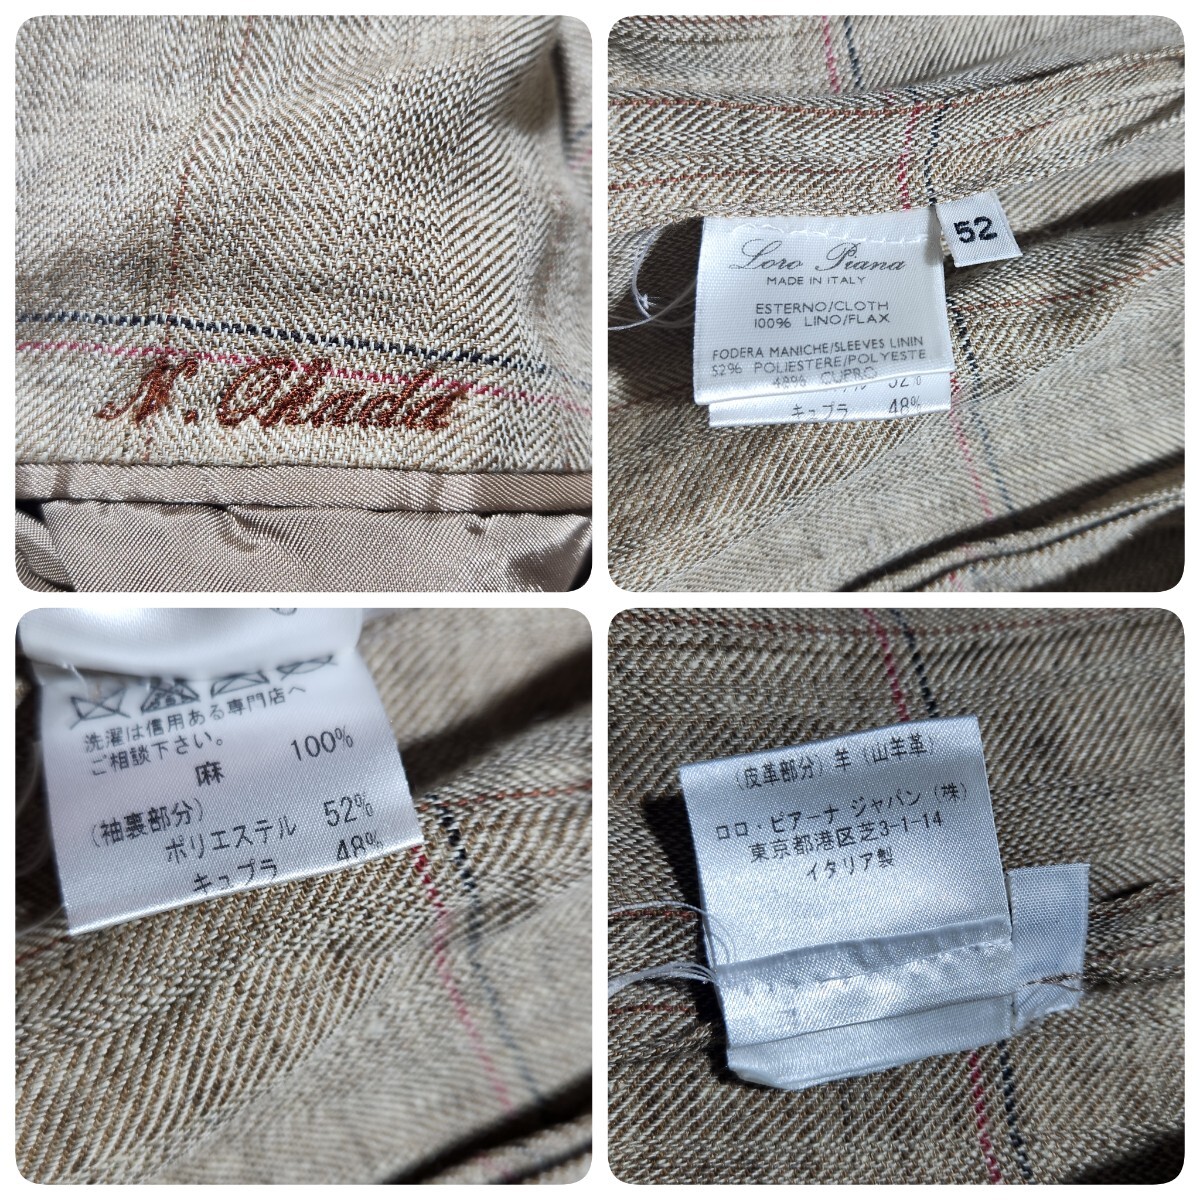 N. Okuda
Loro Piana
MADE IN ITALY
ESTERNO/CLOTH
100% LINO/FLAX
FODERA MANICHE/SLEEVES LININ
52% POLIESTERE/POLYESTE
48% CUPRO
52%
キュプラ 48%
52
洗濯は信用ある専門店へ
ご相談下さい。
麻 100%
(袖裏部分)
ポリエステル 52%
キュプラ 48%
(皮革部分) 羊 (山羊革)
ロロ・ピアーナ ジャパン (株)
東京都港区芝3-1-14
イタリア製